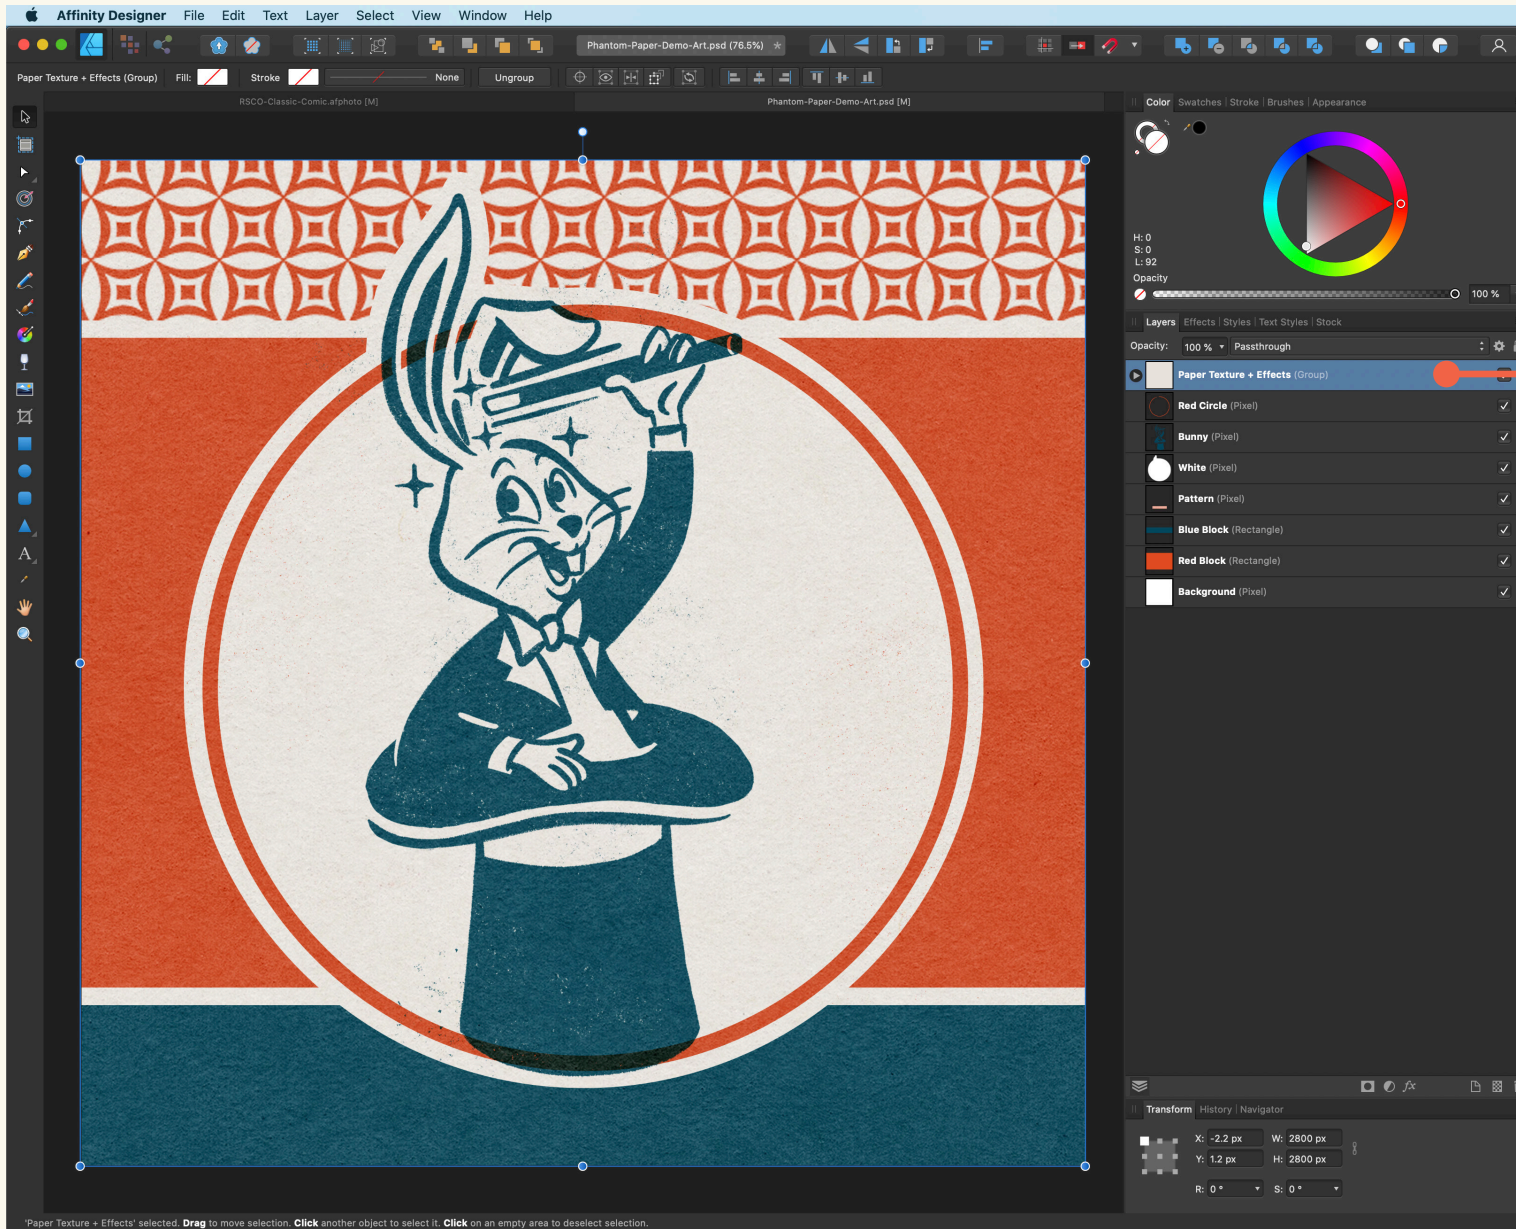 Affinity Designer File Edit Text Layer Select View Window Help
Phantom-Paper-Demo-Art.psd (76.5%)
Paper Texture + Effects (Group) Fill: Stroke None Ungroup
RSCO-Classic-Comic.afphoto [M] Phantom-Paper-Demo-Art.psd [M]
Color Swatches Stroke Brushes Appearance
H: 0
S: 0
L: 92
Opacity
100 %
Layers Effects Styles Text Styles Stock
Opacity: 100 % Passthrough
Paper Texture + Effects (Group)
Red Circle (Pixel)
Bunny (Pixel)
White (Pixel)
Pattern (Pixel)
Blue Block (Rectangle)
Red Block (Rectangle)
Background (Pixel)
fx
Transform History Navigator
X: -2.2 px W: 2800 px
Y: 1.2 px H: 2800 px
R: 0 ° S: 0 °
'Paper Texture + Effects' selected. Drag to move selection. Click another object to select it. Click on an empty area to deselect selection.